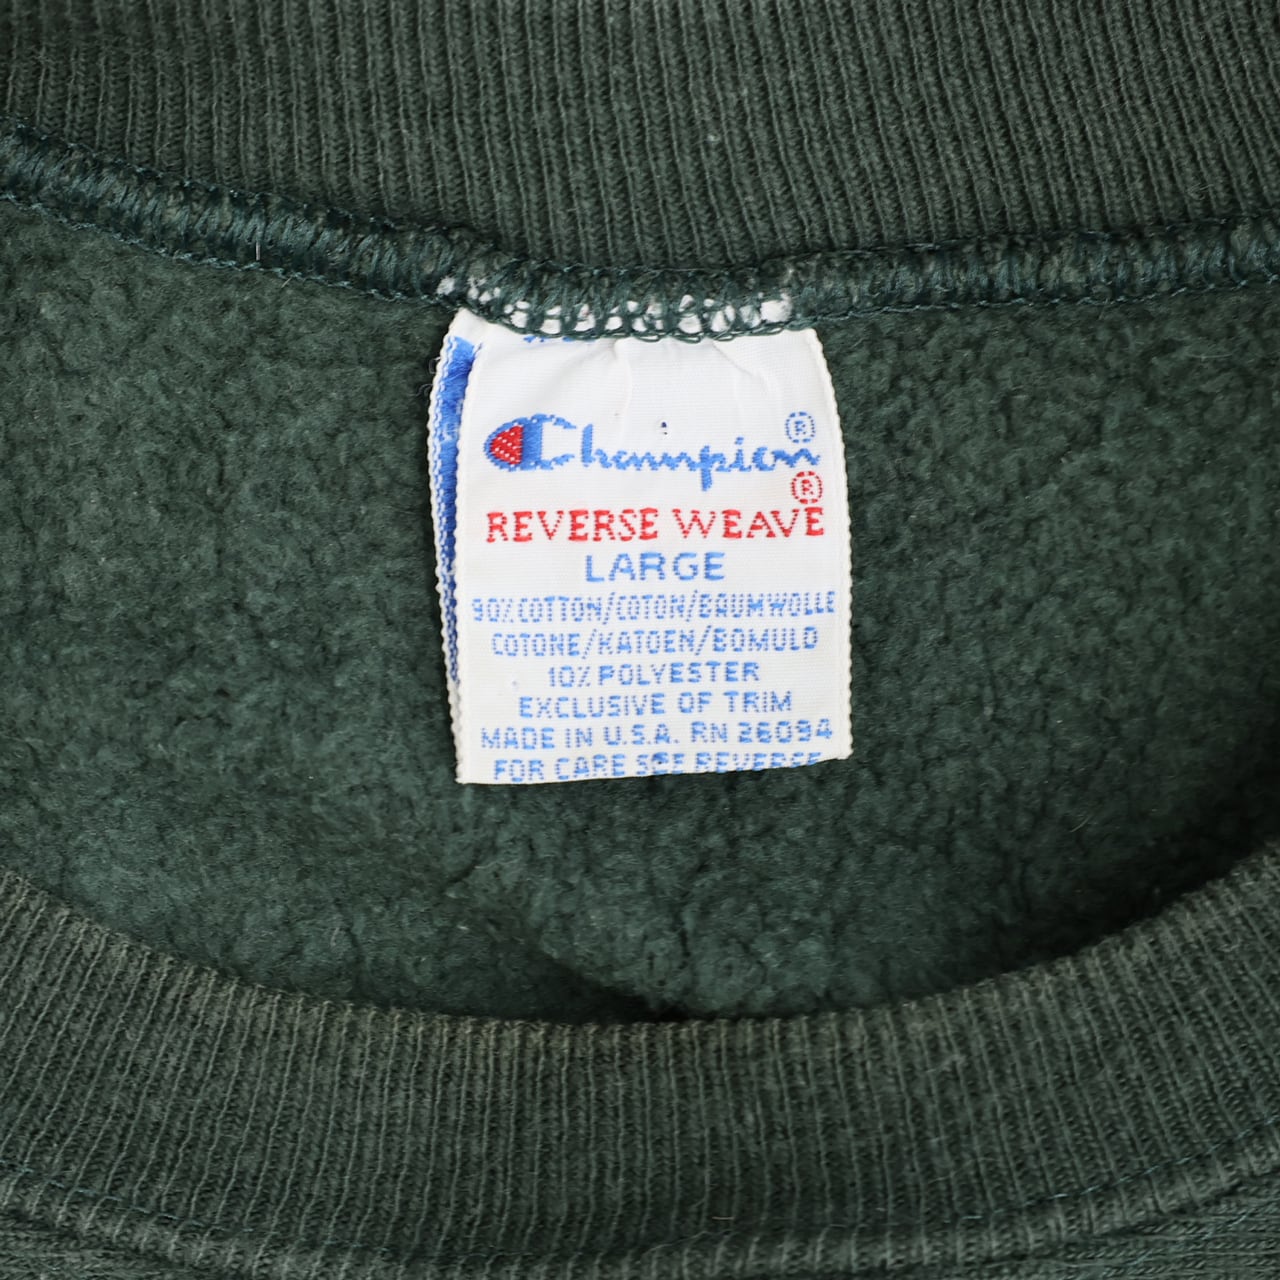 Champion®
REVERSE WEAVE®
LARGE
90% COTTON/COTON/BAUMWOLLE
COTONE/KATOEN/BOMULD
10% POLYESTER
EXCLUSIVE OF TRIM
MADE IN U.S.A. RN 26094
FOR CARE SEE REVERSE